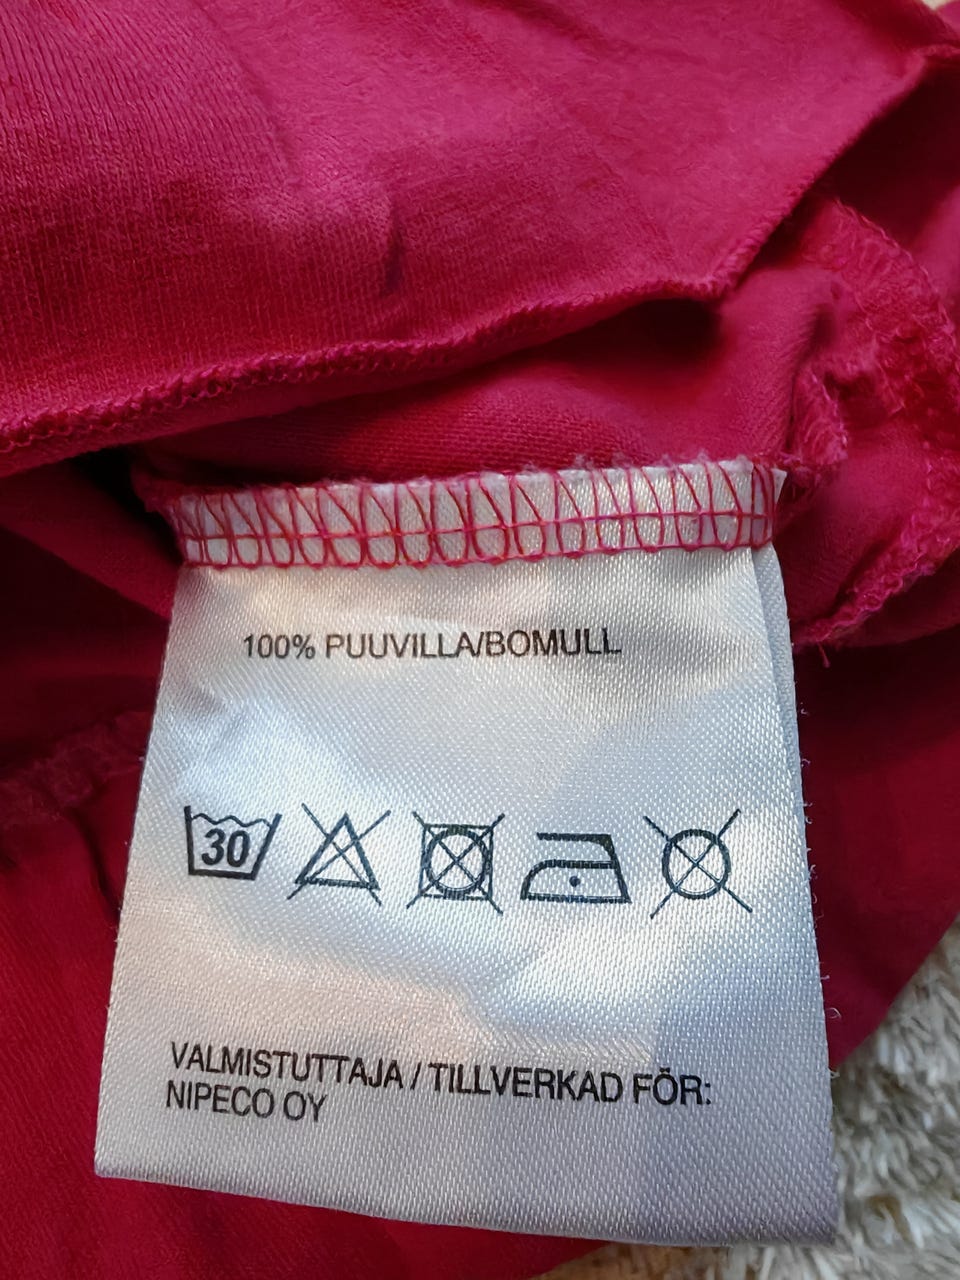 100% PUUVILLA/BOMULL
30
VALMISTUTTAJA / TILLVERKAD FÖR:
NIPECO OY